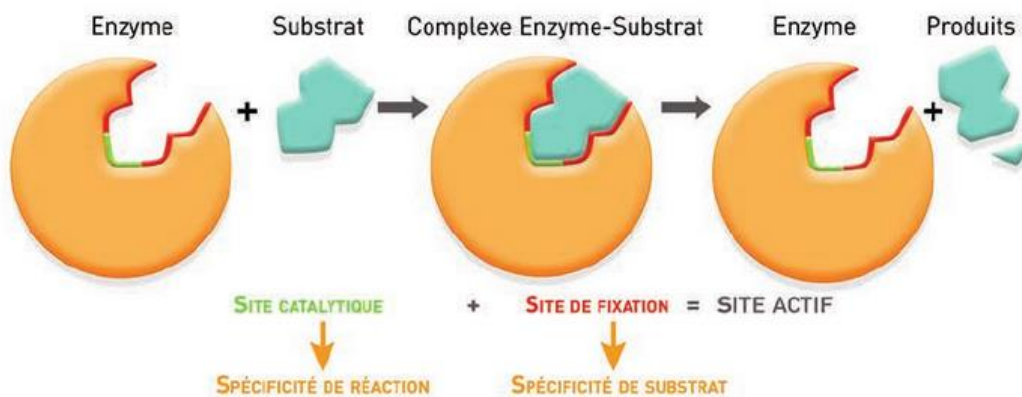 Enzyme Substrat Complexe Enzyme-Substrat Enzyme Produits
+ +
SITE CATALYTIQUE + SITE DE FIXATION = SITE ACTIF
SPÉCIFICITÉ DE RÉACTION SPÉCIFICITÉ DE SUBSTRAT